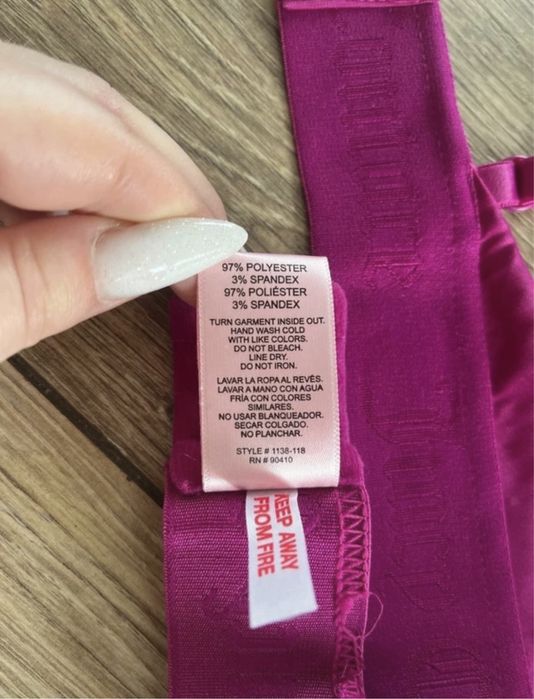 97% POLYESTER
3% SPANDEX
97% POLIÉSTER
3% SPANDEX
TURN GARMENT INSIDE OUT.
HAND WASH COLD
WITH LIKE COLORS.
DO NOT BLEACH.
LINE DRY.
DO NOT IRON.
LAVAR LA ROPA AL REVÉS.
LAVAR A MANO CON AGUA
FRÍA CON COLORES
SIMILARES.
NO USAR BLANQUEADOR.
SECAR COLGADO.
NO PLANCHAR.
STYLE # 1138-118
RN # 90410
KEEP AWAY
FROM FIRE